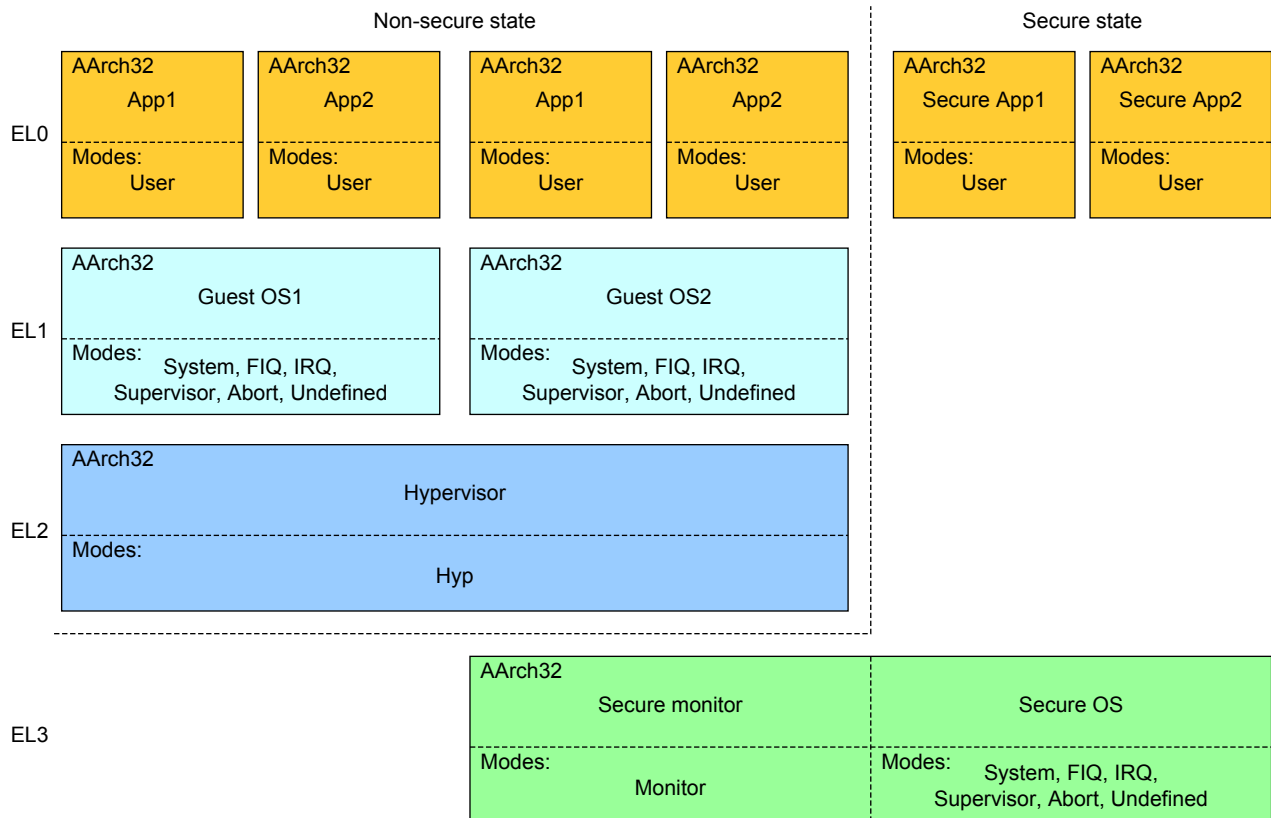 Non-secure state
Secure state
AArch32
App1
Modes:
User
AArch32
App2
Modes:
User
AArch32
App1
Modes:
User
AArch32
App2
Modes:
User
AArch32
Secure App1
Modes:
User
AArch32
Secure App2
Modes:
User
EL0
AArch32
Guest OS1
Modes:
System, FIQ, IRQ,
Supervisor, Abort, Undefined
AArch32
Guest OS2
Modes:
System, FIQ, IRQ,
Supervisor, Abort, Undefined
EL1
AArch32
Hypervisor
Modes:
Hyp
EL2
AArch32
Secure monitor
Modes:
Monitor
Secure OS
Modes:
System, FIQ, IRQ,
Supervisor, Abort, Undefined
EL3